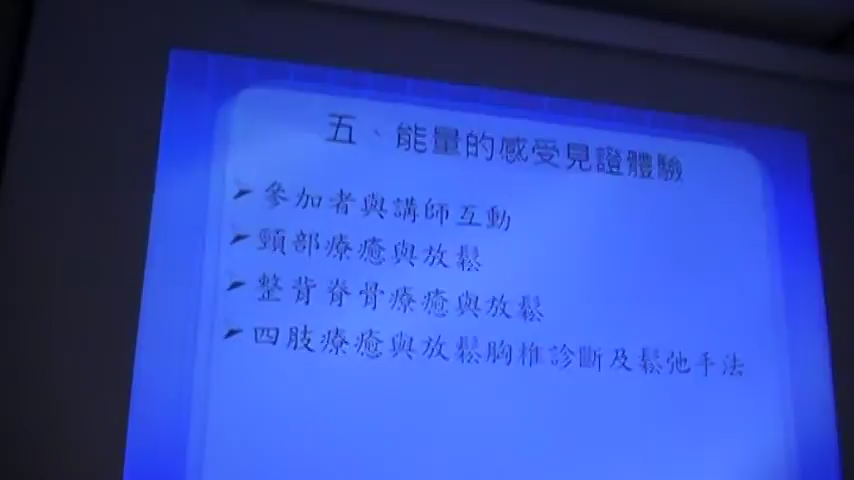 五、能量的感受見證體驗
參加者與講師互動
頸部療癒與放鬆
整背脊骨療癒與放鬆
四肢療癒與放鬆胸椎診斷及鬆弛手法